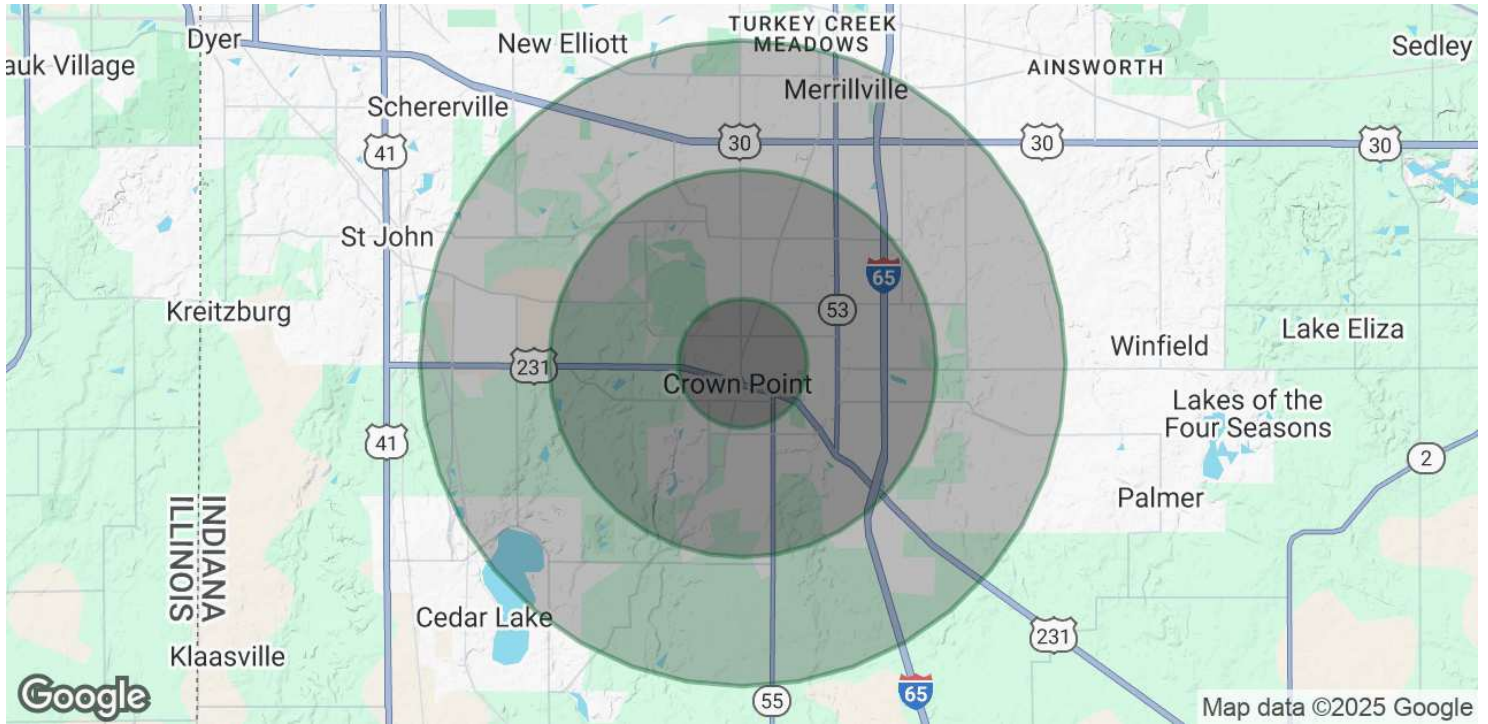 TURKEY CREEK
MEADOWS
Dyer
New Elliott
Sedley
auk Village
AINSWORTH
Merrillville
Schererville
30
30
30
41
St John
65
Kreitzburg
53
Lake Eliza
Winfield
231
Crown Point
Lakes of the
Four Seasons
41
2
Palmer
INDIANA
ILLINOIS
Cedar Lake
231
Klaasville
65
55
Google
Map data ©2025 Google